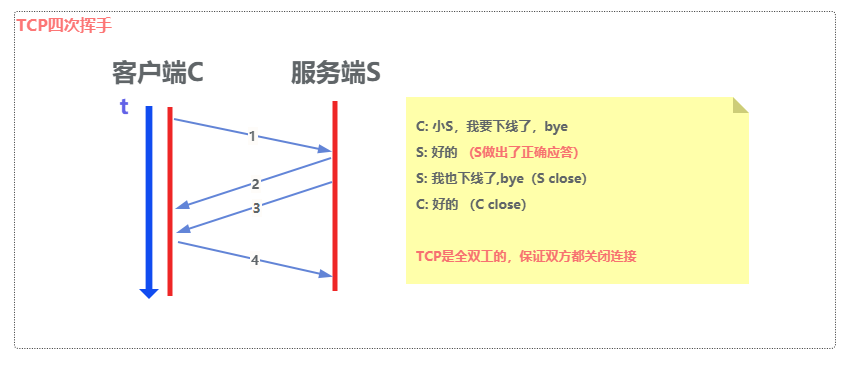 TCP四次挥手
客户端C
服务端S
t
1
2
3
4
C: 小S，我要下线了，bye
S: 好的 （S做出了正确应答）
S: 我也下线了,bye（S close）
C: 好的 （C close）
TCP是全双工的，保证双方都关闭连接